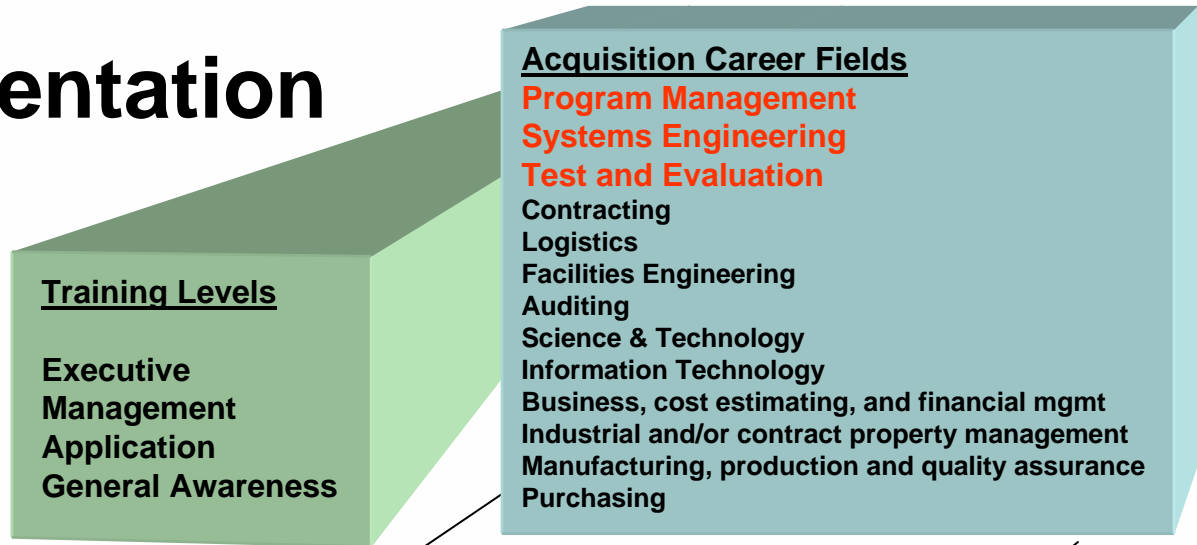 entation
Training Levels
Executive
Management
Application
General Awareness
Acquisition Career Fields
Program Management
Systems Engineering
Test and Evaluation
Contracting
Logistics
Facilities Engineering
Auditing
Science & Technology
Information Technology
Business, cost estimating, and financial mgmt
Industrial and/or contract property management
Manufacturing, production and quality assurance
Purchasing